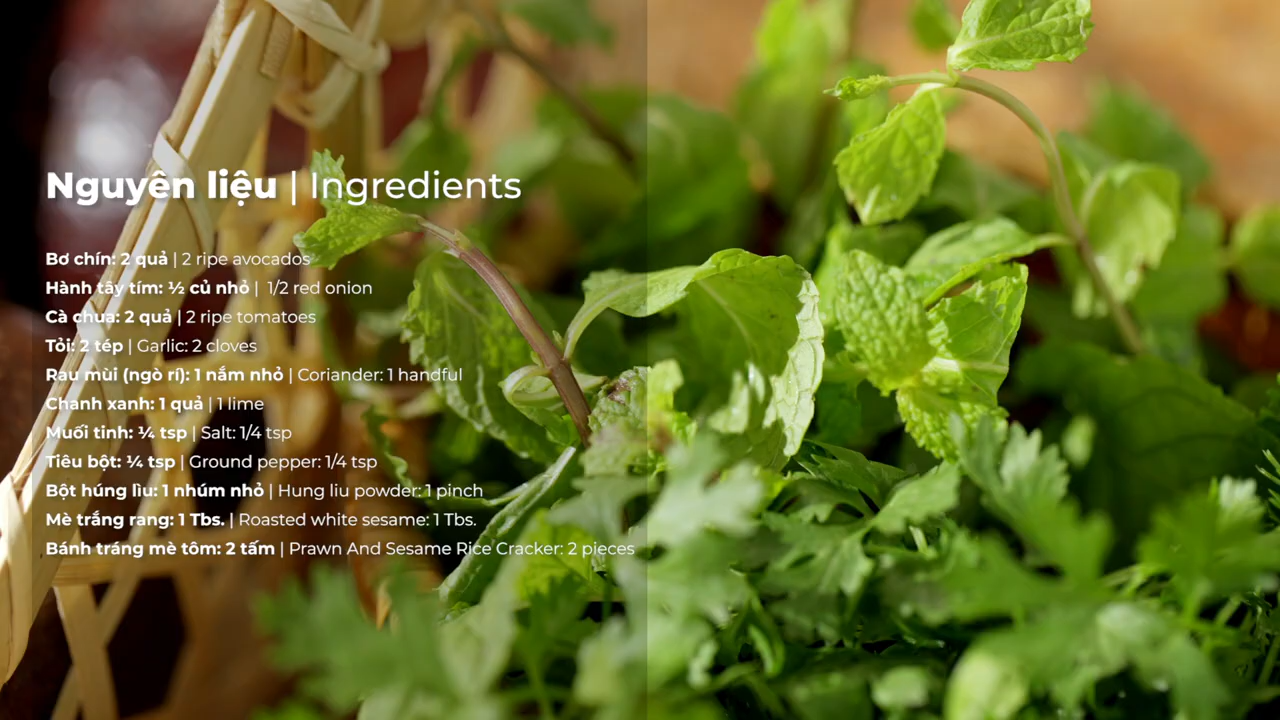 Nguyên liệu | Ingredients
Bơ chín: 2 quả | 2 ripe avocados
Hành tây tím: ½ củ nhỏ | 1/2 red onion
Cà chua: 2 quả | 2 ripe tomatoes
Tỏi: 2 tép | Garlic: 2 cloves
Rau mùi (ngò rí): 1 nắm nhỏ | Coriander: 1 handful
Chanh xanh: 1 quả | 1 lime
Muối tinh: ¼ tsp | Salt: 1/4 tsp
Tiêu bột: ¼ tsp | Ground pepper: 1/4 tsp
Bột húng lìu: 1 nhúm nhỏ | Hung liu powder: 1 pinch
Mè trắng rang: 1 Tbs. | Roasted white sesame: 1 Tbs.
Bánh tráng mè tôm: 2 tấm | Prawn And Sesame Rice Cracker: 2 pieces